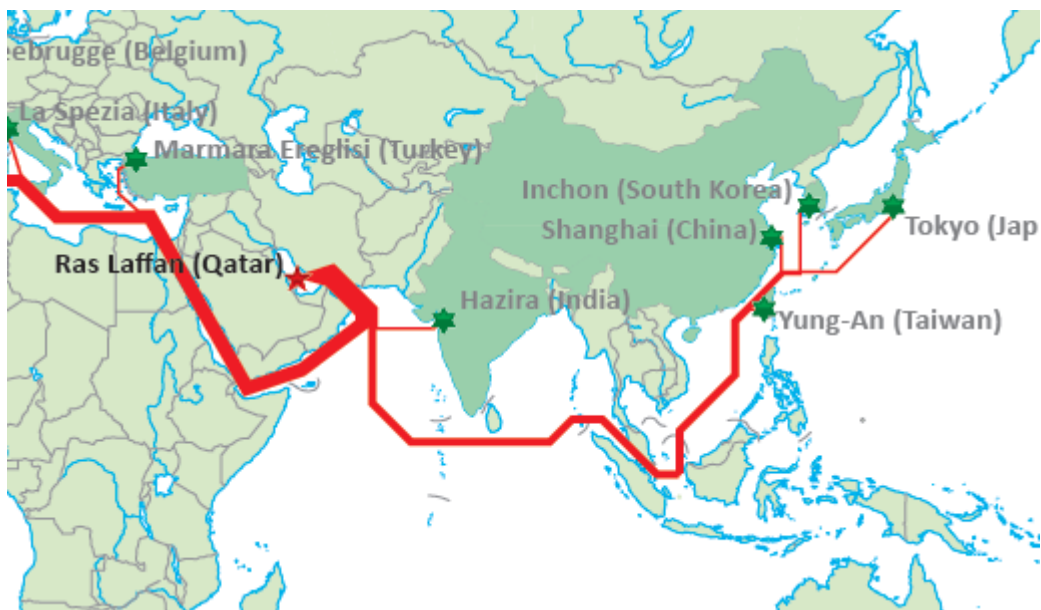 eebrugge (Belgium)
La Spezia (Italy)
Marmara Ereglisi (Turkey)
Inchon (South Korea)
Shanghai (China)
Tokyo (Jap
Ras Laffan (Qatar)
Hazira (India)
Yung-An (Taiwan)